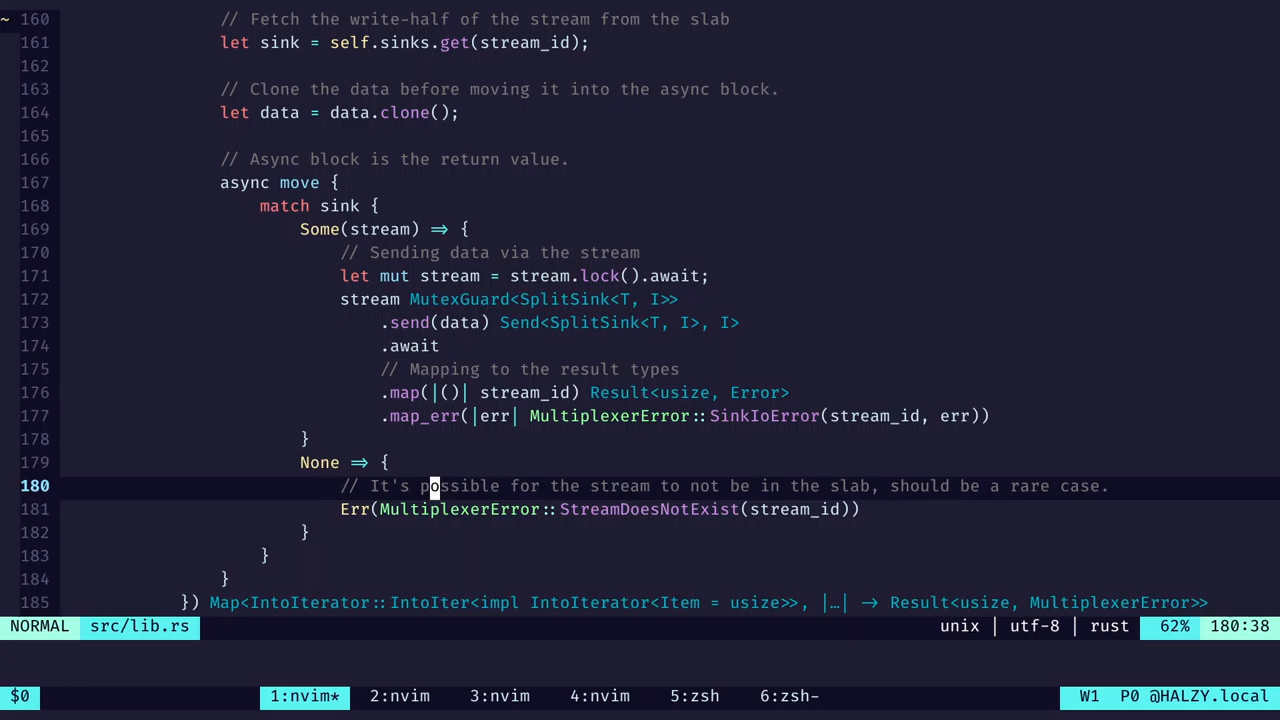 ~ 160 // Fetch the write-half of the stream from the slab
161 let sink = self.sinks.get(stream_id);
162
163 // Clone the data before moving it into the async block.
164 let data = data.clone();
165
166 // Async block is the return value.
167 async move {
168 match sink {
169 Some(stream) => {
170 // Sending data via the stream
171 let mut stream = stream.lock().await;
172 stream MutexGuard<SplitSink<T, I>>
173 .send(data) Send<SplitSink<T, I>, I>
174 .await
175 // Mapping to the result types
176 .map(|()| stream_id) Result<usize, Error>
177 .map_err(|err| MultiplexerError::SinkIoError(stream_id, err))
178 }
179 None => {
180 // It's possible for the stream to not be in the slab, should be a rare case.
181 Err(MultiplexerError::StreamDoesNotExist(stream_id))
182 }
183 }
184 }
185 }) Map<IntoIterator::IntoIter<impl IntoIterator<Item = usize>>, |…| -> Result<usize, MultiplexerError>>
NORMAL src/lib.rs unix | utf-8 | rust 62% 180:38
$0 1:nvim* 2:nvim 3:nvim 4:nvim 5:zsh 6:zsh- W1 P0 @HALZY.local